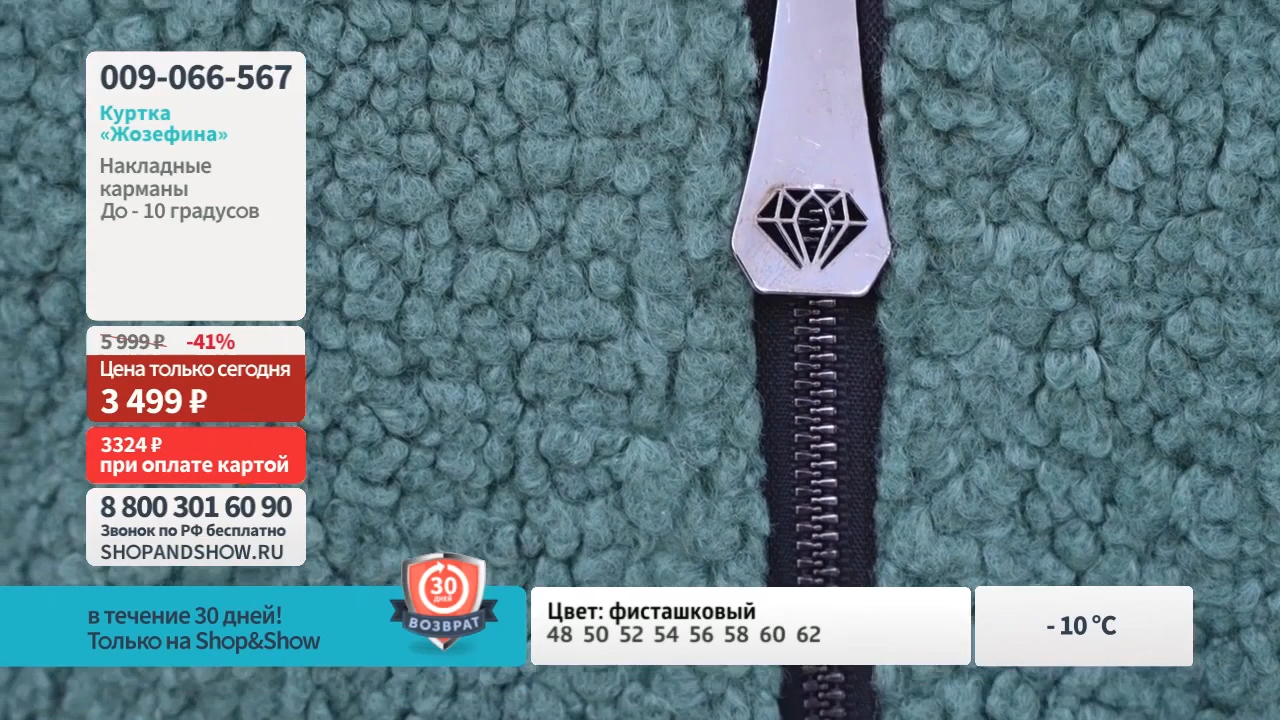 009-066-567
Куртка
«Жозефина»
Накладные
карманы
До - 10 градусов
5 999 ₽ -41%
Цена только сегодня
3 499 ₽
3324 ₽
при оплате картой
8 800 301 60 90
Звонок по РФ бесплатно
SHOPANDSHOW.RU
в течение 30 дней!
Только на Shop&Show
30
ДНЕЙ
ВОЗВРАТ
Цвет: фисташковый
48 50 52 54 56 58 60 62
- 10 °C